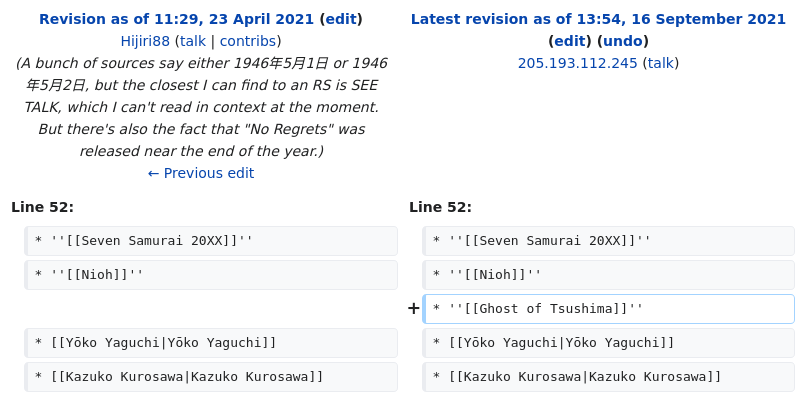 Revision as of 11:29, 23 April 2021 (edit)
Hijiri88 (talk | contribs)
(A bunch of sources say either 1946年5月1日 or 1946
年5月2日, but the closest I can find to an RS is SEE
TALK, which I can't read in context at the moment.
But there's also the fact that "No Regrets" was
released near the end of the year.)
← Previous edit
Latest revision as of 13:54, 16 September 2021
(edit) (undo)
205.193.112.245 (talk)
Line 52:
Line 52:
* ''[[Seven Samurai 20XX]]''
* ''[[Seven Samurai 20XX]]''
* ''[[Nioh]]''
* ''[[Nioh]]''
+ * ''[[Ghost of Tsushima]]''
* [[Yōko Yaguchi|Yōko Yaguchi]]
* [[Yōko Yaguchi|Yōko Yaguchi]]
* [[Kazuko Kurosawa|Kazuko Kurosawa]]
* [[Kazuko Kurosawa|Kazuko Kurosawa]]